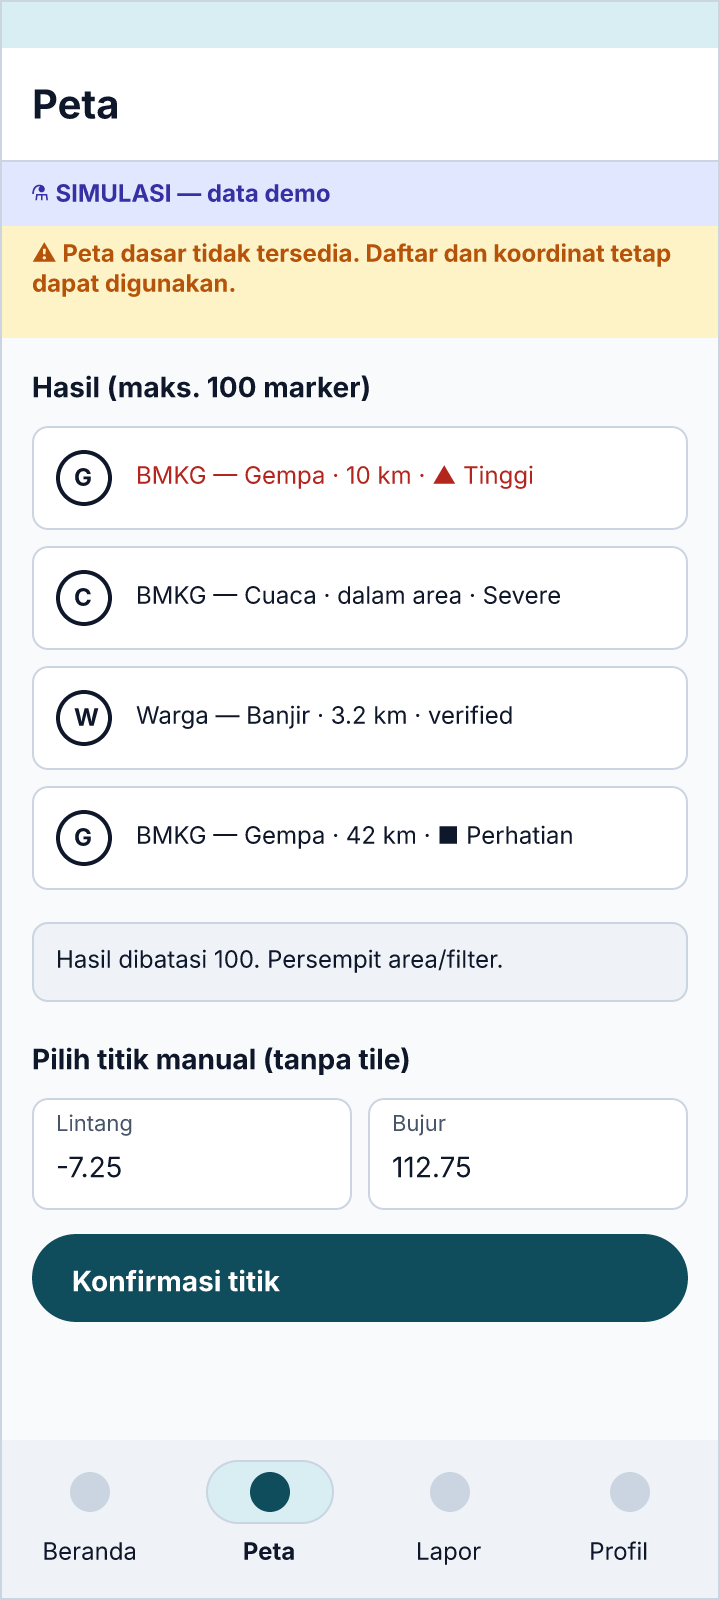 Peta
⚗ SIMULASI — data demo
⚠ Peta dasar tidak tersedia. Daftar dan koordinat tetap
dapat digunakan.
Hasil (maks. 100 marker)
G BMKG — Gempa · 10 km · ▲ Tinggi
C BMKG — Cuaca · dalam area · Severe
W Warga — Banjir · 3.2 km · verified
G BMKG — Gempa · 42 km · ■ Perhatian
Hasil dibatasi 100. Persempit area/filter.
Pilih titik manual (tanpa tile)
Lintang Bujur
-7.25 112.75
Konfirmasi titik
Beranda Peta Lapor Profil